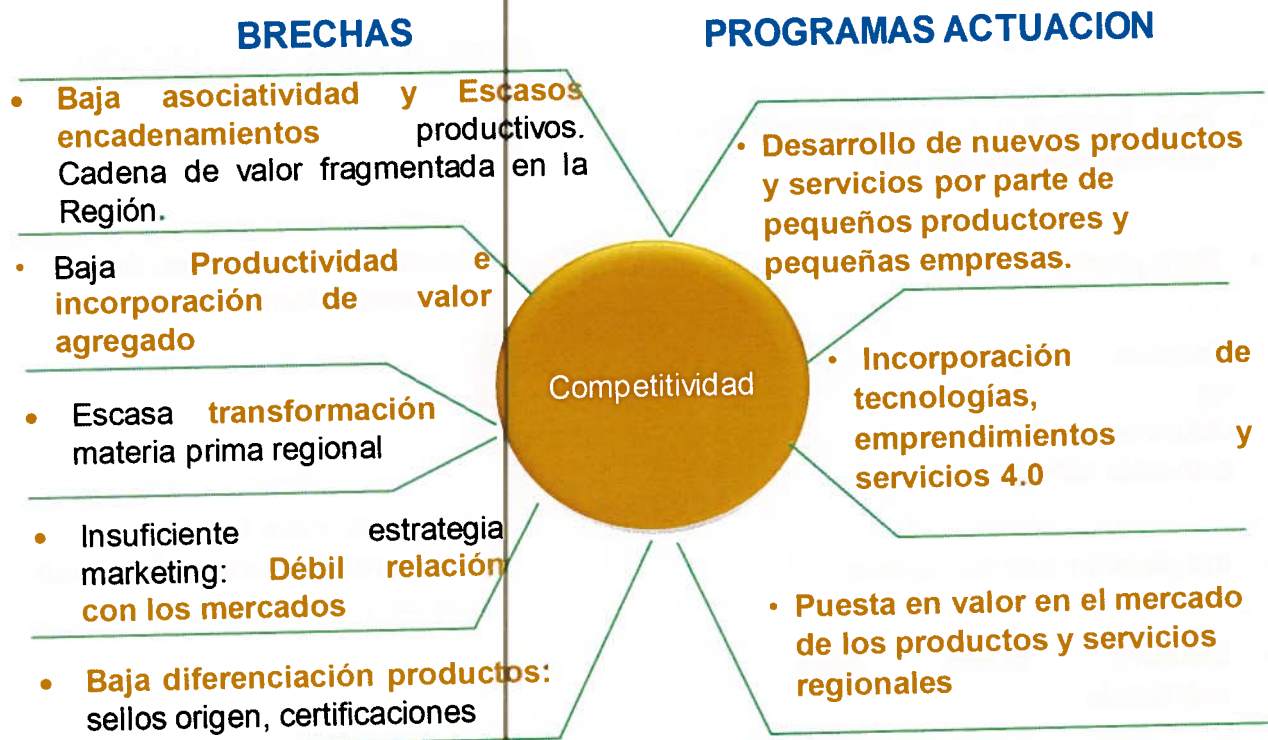 BRECHAS
• Baja asociatividad y Escasos
encadenamientos productivos.
Cadena de valor fragmentada en la
Región.
• Baja Productividad e
incorporación de valor
agregado
• Escasa transformación
materia prima regional
• Insuficiente estrategia
marketing: Débil relación
con los mercados
• Baja diferenciación productos:
sellos origen, certificaciones
Competitividad
PROGRAMAS ACTUACION
• Desarrollo de nuevos productos
y servicios por parte de
pequeños productores y
pequeñas empresas.
• Incorporación de
tecnologías,
emprendimientos y
servicios 4.0
• Puesta en valor en el mercado
de los productos y servicios
regionales